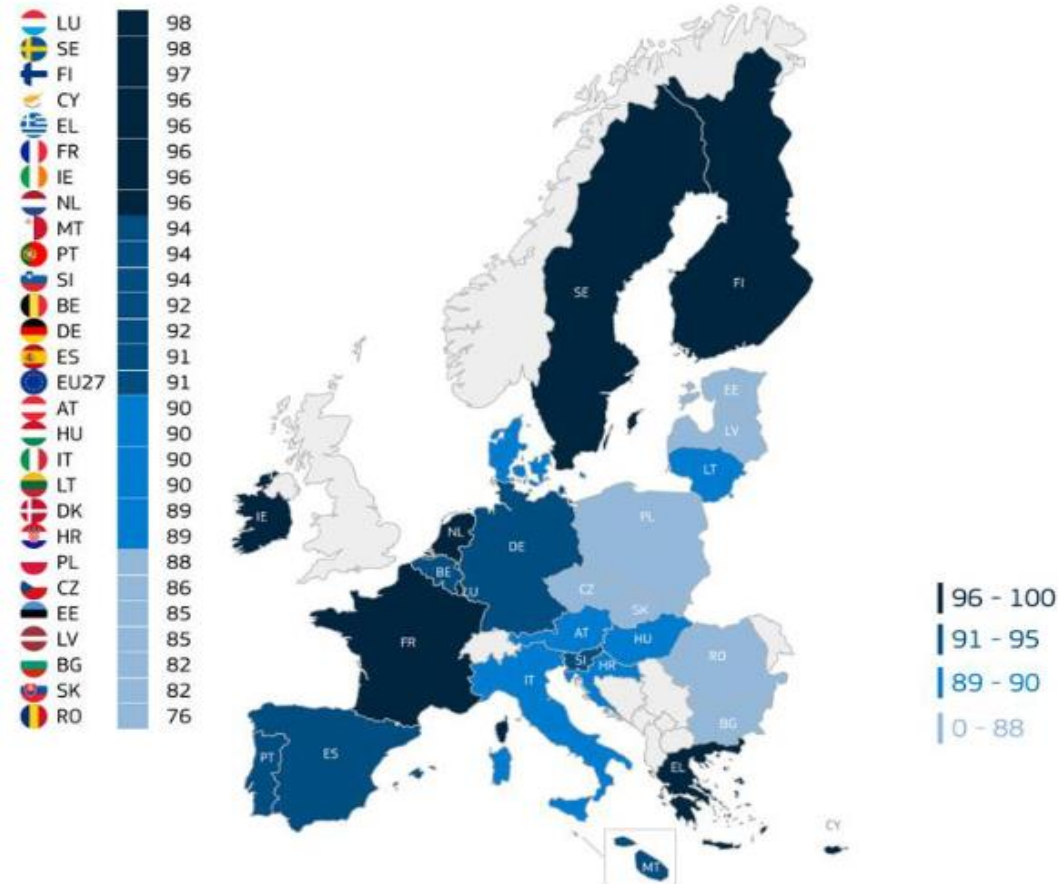 LU 98
SE 98
FI 97
CY 96
EL 96
FR 96
IE 96
NL 96
MT 94
PT 94
SI 94
BE 92
DE 92
ES 91
EU27 91
AT 90
HU 90
IT 90
LT 90
DK 89
HR 89
PL 88
CZ 86
EE 85
LV 85
BG 82
SK 82
RO 76
SE
FI
EE
LV
LT
IE
NL
DE
PL
BE
LU
CZ
SK
FR
AT
HU
SI
HR
RO
IT
BG
PT
ES
EL
CY
MT
96 - 100
91 - 95
89 - 90
0 - 88